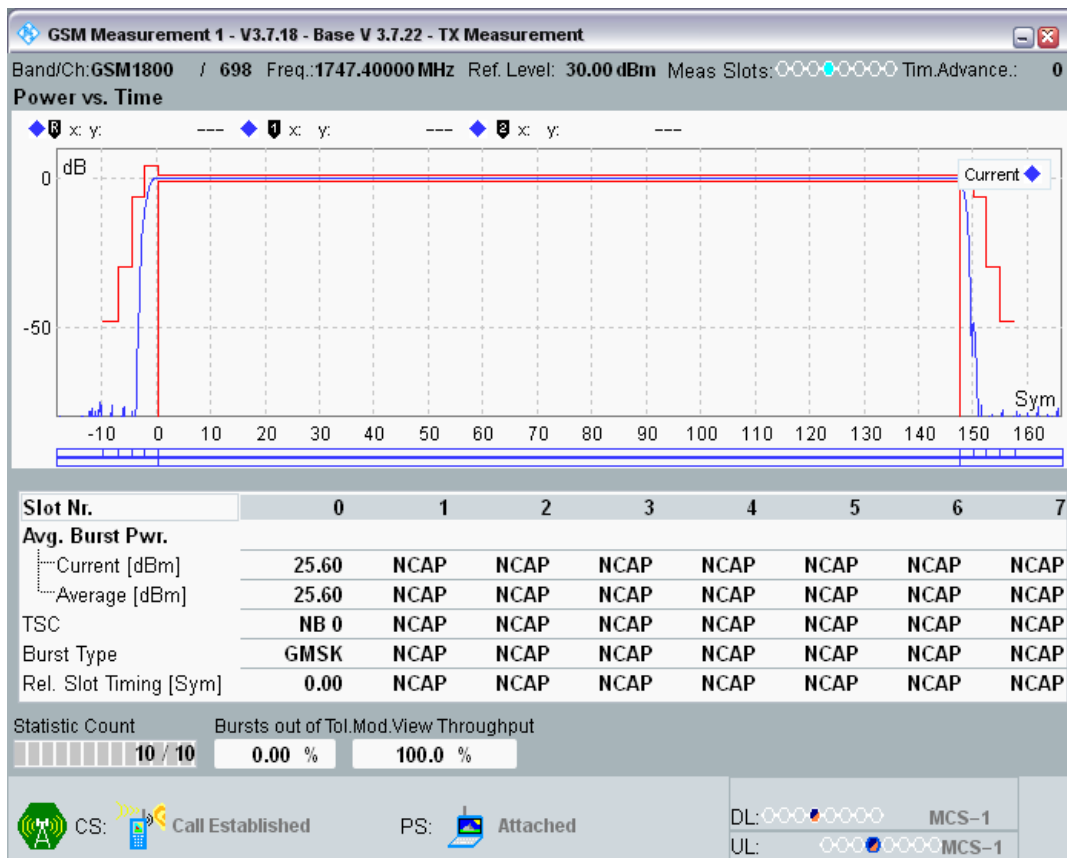 GSM Measurement 1 - V3.7.18 - Base V 3.7.22 - TX Measurement
Band/Ch:GSM1800 / 698 Freq.:1747.40000 MHz Ref. Level: 30.00 dBm Meas Slots: Tim.Advance.: 0
Power vs. Time
R x: y: --- 1 x: y: --- 2 x: y: ---
dB
Current
0
-50
Sym
-10 0 10 20 30 40 50 60 70 80 90 100 110 120 130 140 150 160
Slot Nr. 0 1 2 3 4 5 6 7
Avg. Burst Pwr.
Current [dBm] 25.60 NCAP NCAP NCAP NCAP NCAP NCAP NCAP
Average [dBm] 25.60 NCAP NCAP NCAP NCAP NCAP NCAP NCAP
TSC NB 0 NCAP NCAP NCAP NCAP NCAP NCAP NCAP
Burst Type GMSK NCAP NCAP NCAP NCAP NCAP NCAP NCAP
Rel. Slot Timing [Sym] 0.00 NCAP NCAP NCAP NCAP NCAP NCAP NCAP
Statistic Count Bursts out of Tol.Mod.View Throughput
10 / 10 0.00 % 100.0 %
CS: Call Established PS: Attached
DL: MCS-1
UL: MCS-1